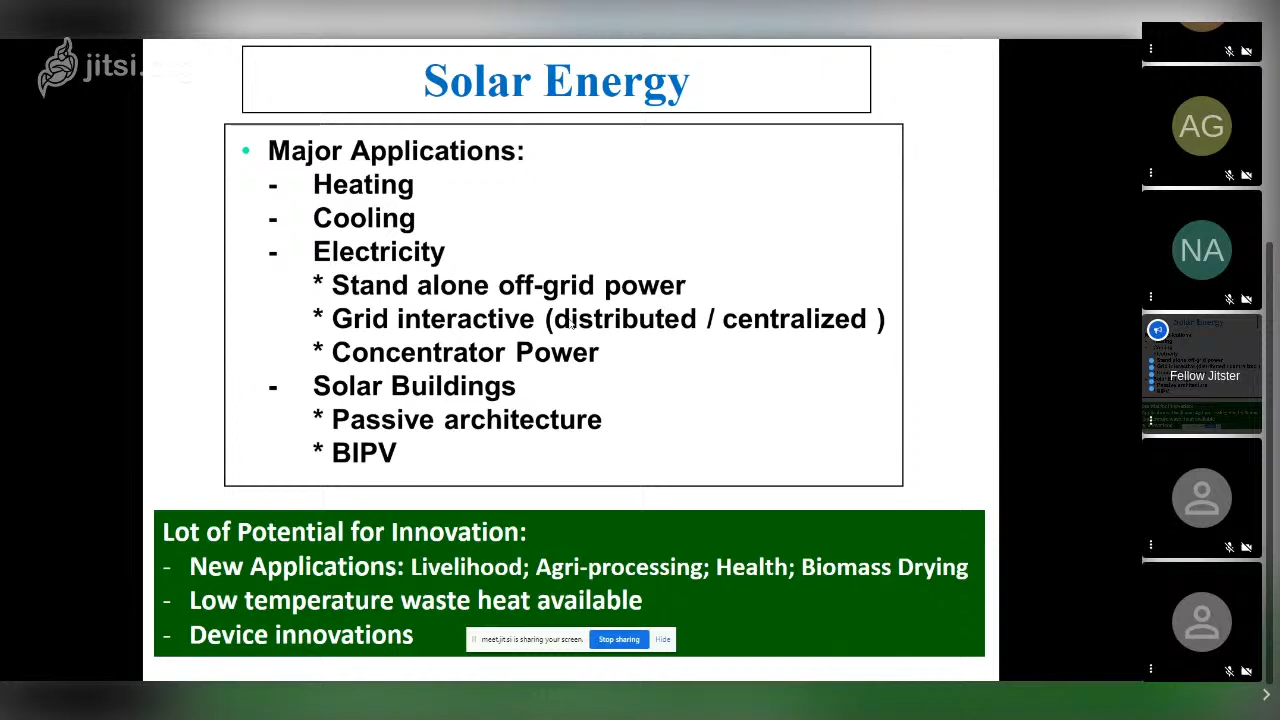 jitsi.
Solar Energy
• Major Applications:
- Heating
- Cooling
- Electricity
* Stand alone off-grid power
* Grid interactive (distributed / centralized )
* Concentrator Power
- Solar Buildings
* Passive architecture
* BIPV
Lot of Potential for Innovation:
- New Applications: Livelihood; Agri-processing; Health; Biomass Drying
- Low temperature waste heat available
- Device innovations
meet.jit.si is sharing your screen.
Stop sharing
Hide
AG
NA
Solar Energy
Fellow Jitster